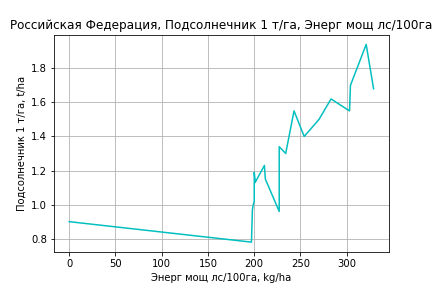 Российская Федерация, Подсолнечник 1 т/га, Энерг мощ лс/100га
1.8
1.6
1.4
1.2
1.0
0.8
Подсолнечник 1 т/га, t/ha
0 50 100 150 200 250 300
Энерг мощ лс/100га, kg/ha